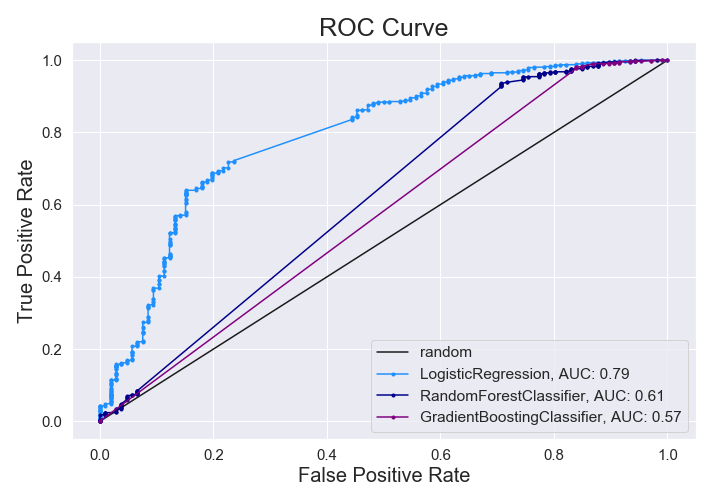 ROC Curve
True Positive Rate
1.0
0.8
0.6
0.4
0.2
0.0
random
LogisticRegression, AUC: 0.79
RandomForestClassifier, AUC: 0.61
GradientBoostingClassifier, AUC: 0.57
0.0 0.2 0.4 0.6 0.8 1.0
False Positive Rate